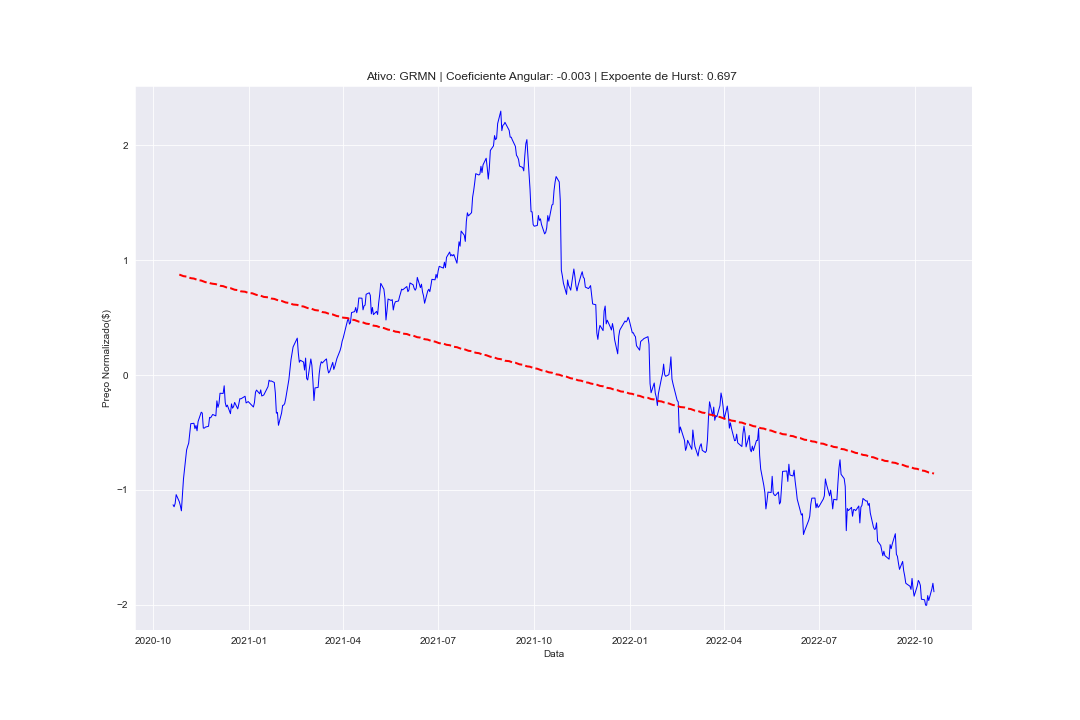 Ativo: GRMN | Coeficiente Angular: -0.003 | Expoente de Hurst: 0.697
Preço Normalizado($)
2
1
0
−1
−2
2020-10 2021-01 2021-04 2021-07 2021-10 2022-01 2022-04 2022-07 2022-10
Data